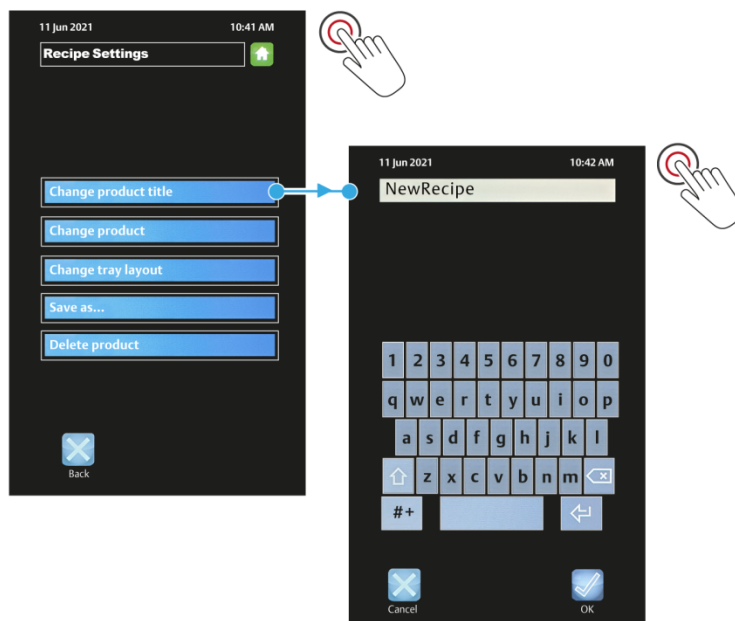 11 Jun 2021 10:41 AM
Recipe Settings
Change product title
Change product
Change tray layout
Save as...
Delete product
Back
11 Jun 2021 10:42 AM
NewRecipe
1 2 3 4 5 6 7 8 9 0
q w e r t y u i o p
a s d f g h j k l
z x c v b n m
#+
Cancel OK